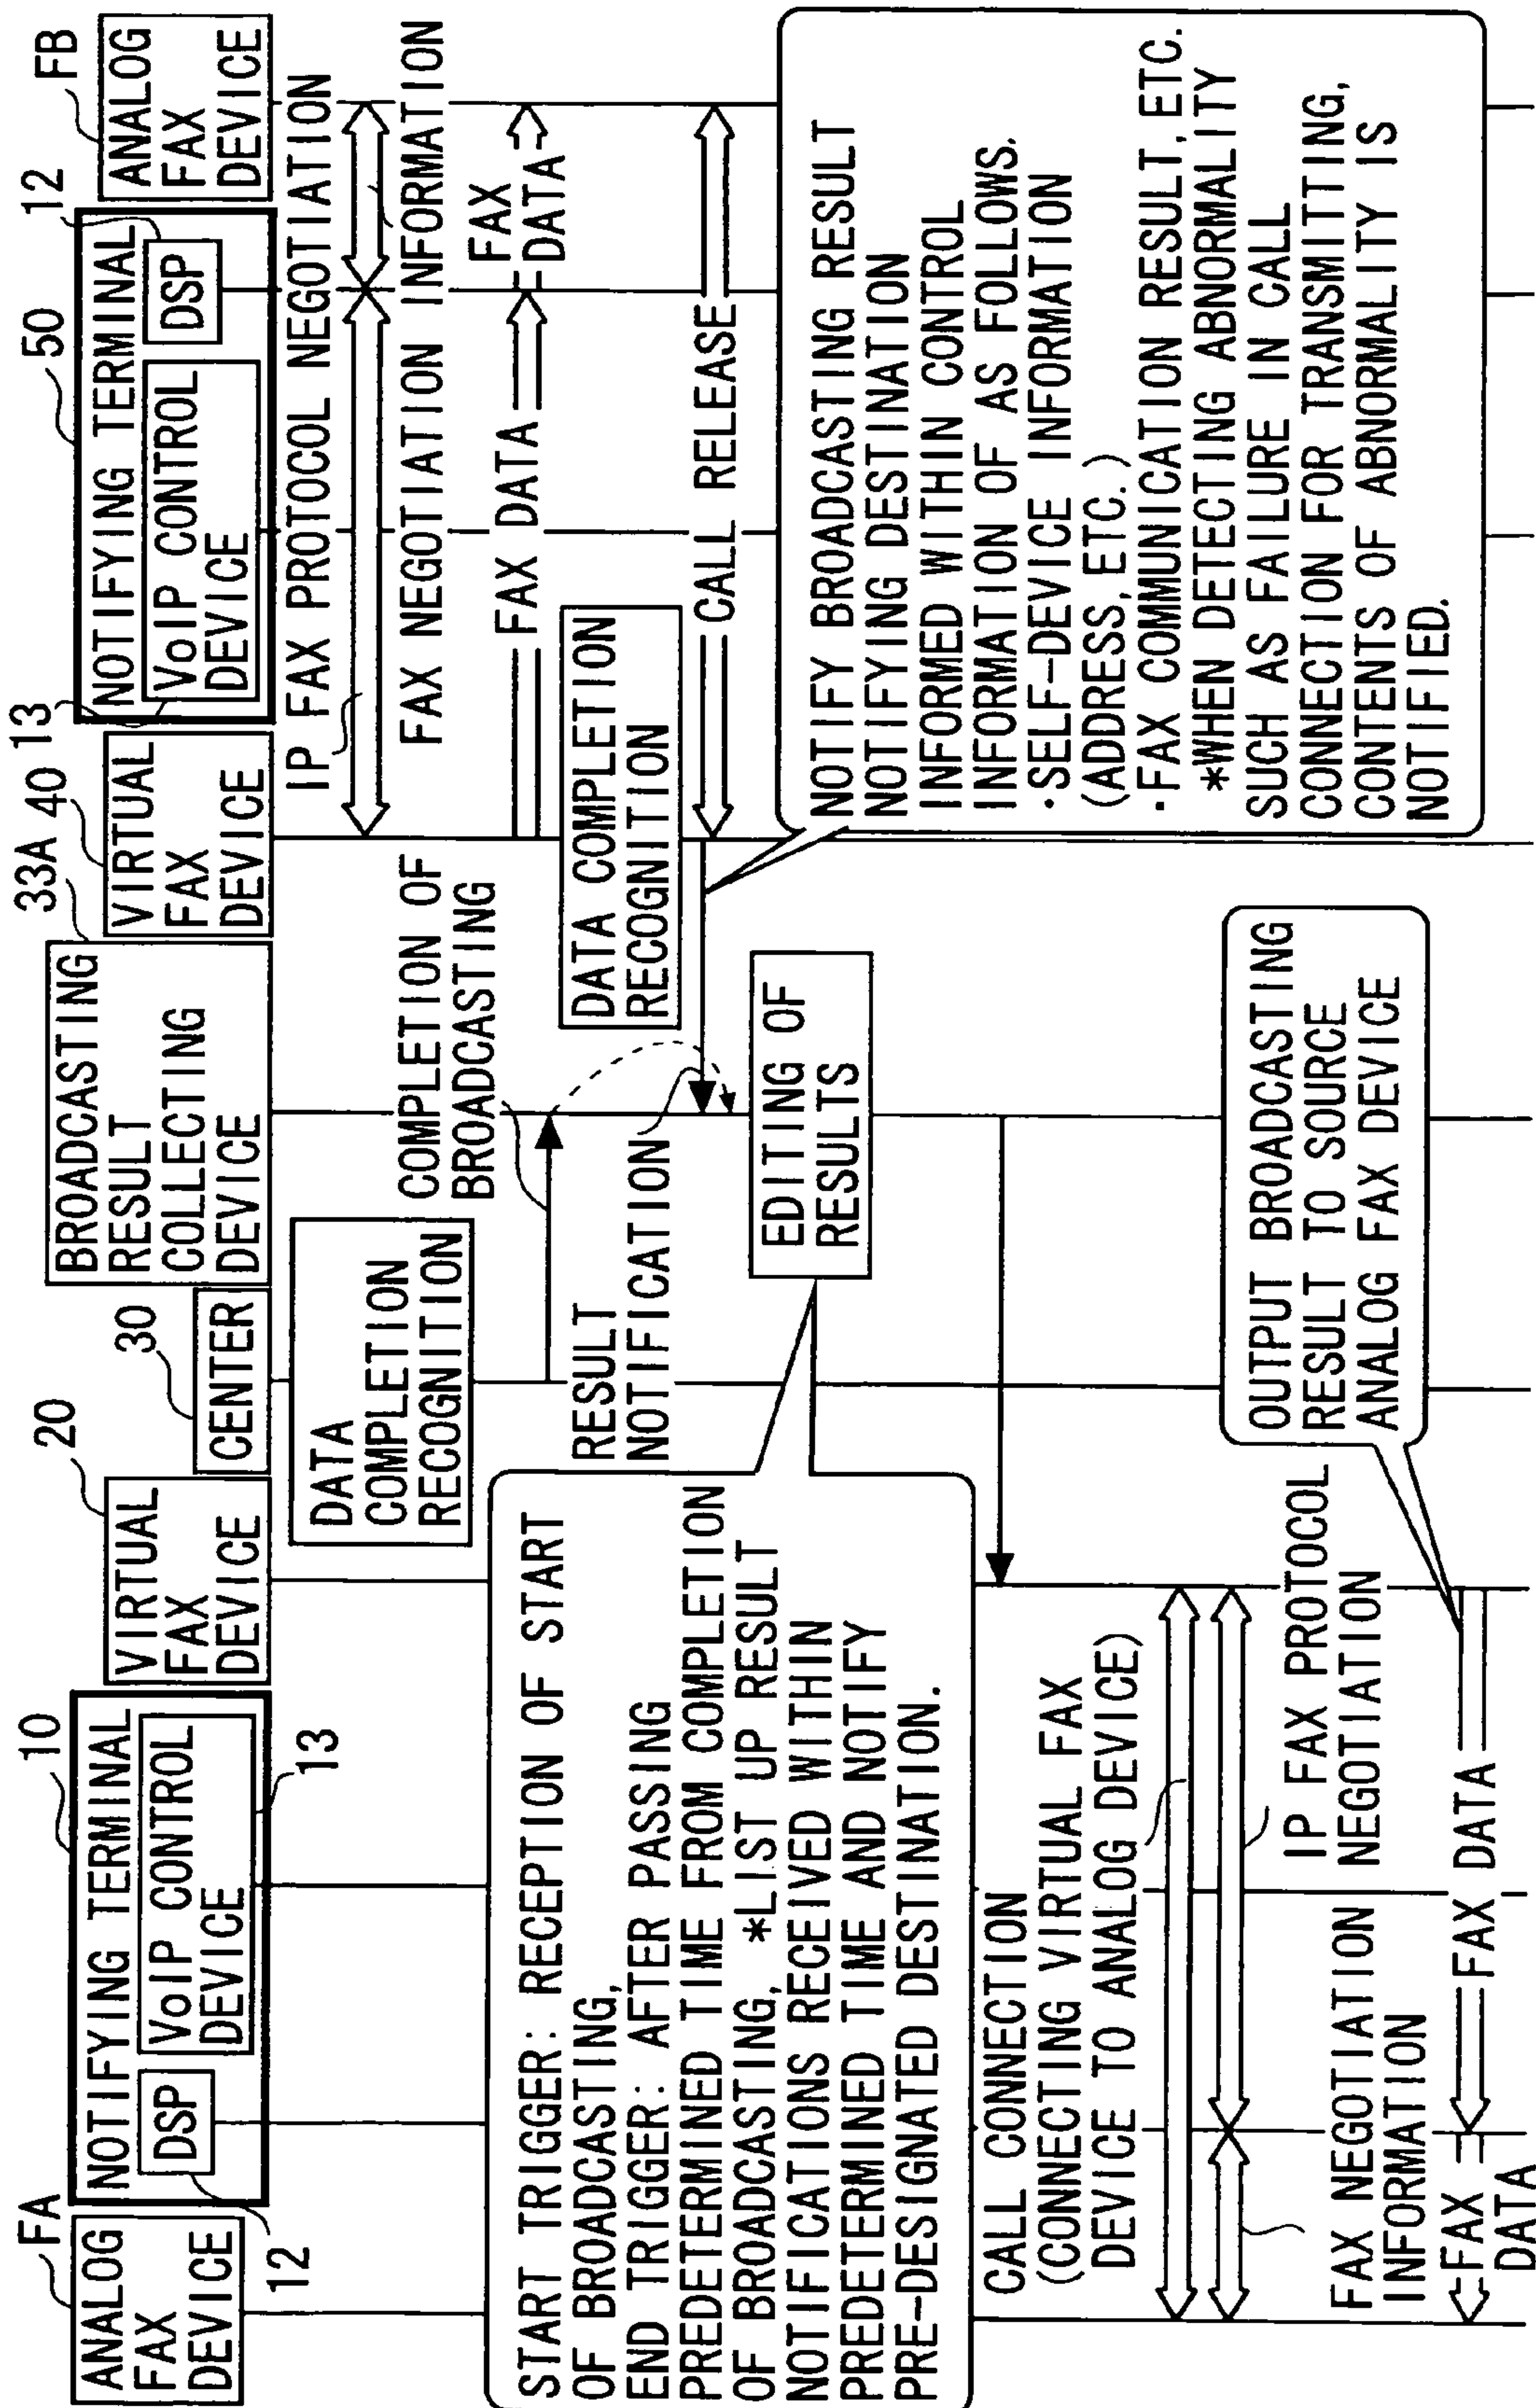 FA
ANALOG
FAX
DEVICE
10
NOTIFYING TERMINAL
DSP
12
VoIP CONTROL
DEVICE
13
20
VIRTUAL
FAX
DEVICE
30
CENTER
33A
BROADCASTING
RESULT
COLLECTING
DEVICE
40
VIRTUAL
FAX
DEVICE
50
NOTIFYING TERMINAL
13
VoIP CONTROL
DEVICE
12
DSP
FB
ANALOG
FAX
DEVICE
IP FAX PROTOCOL NEGOTIATION
FAX NEGOTIATION INFORMATION
DATA
COMPLETION
RECOGNITION
COMPLETION OF
BROADCASTING
FAX DATA
FAX
DATA
DATA COMPLETION
RECOGNITION
RESULT
NOTIFICATION
CALL RELEASE
START TRIGGER: RECEPTION OF START
OF BROADCASTING,
END TRIGGER: AFTER PASSING
PREDETERMINED TIME FROM COMPLETION
OF BROADCASTING, *LIST UP RESULT
NOTIFICATIONS RECEIVED WITHIN
PREDETERMINED TIME AND NOTIFY
PRE-DESIGNATED DESTINATION.
EDITING OF
RESULTS
NOTIFY BROADCASTING RESULT
NOTIFYING DESTINATION
INFORMED WITHIN CONTROL
INFORMATION OF AS FOLLOWS.
·SELF-DEVICE INFORMATION
(ADDRESS, ETC.)
·FAX COMMUNICATION RESULT, ETC.
*WHEN DETECTING ABNORMALITY
SUCH AS FAILURE IN CALL
CONNECTION FOR TRANSMITTING,
CONTENTS OF ABNORMALITY IS
NOTIFIED.
CALL CONNECTION
(CONNECTING VIRTUAL FAX
DEVICE TO ANALOG DEVICE)
IP FAX PROTOCOL
NEGOTIATION
FAX NEGOTIATION
INFORMATION
OUTPUT BROADCASTING
RESULT TO SOURCE
ANALOG FAX DEVICE
FAX
DATA
FAX DATA